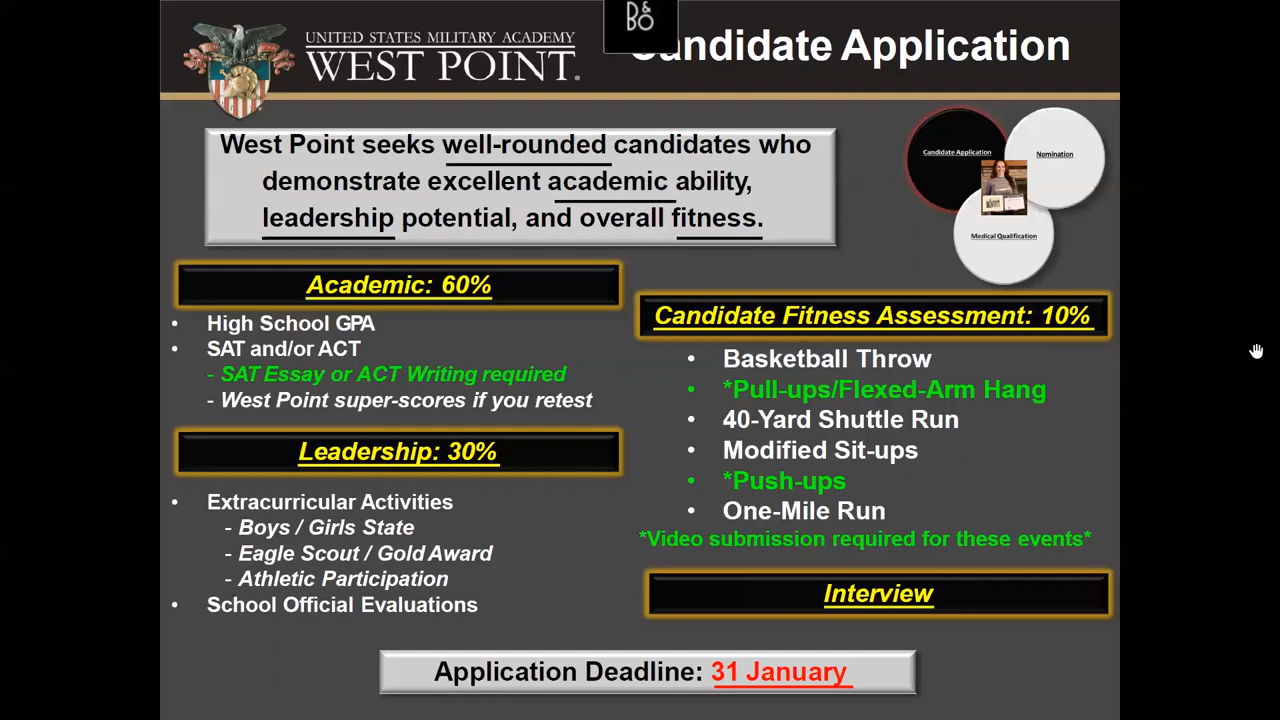 UNITED STATES MILITARY ACADEMY
WEST POINT.
Candidate Application
West Point seeks well-rounded candidates who
demonstrate excellent academic ability,
leadership potential, and overall fitness.
Candidate Application
Nomination
Medical Qualification
Academic: 60%
• High School GPA
• SAT and/or ACT
- SAT Essay or ACT Writing required
- West Point super-scores if you retest
Leadership: 30%
• Extracurricular Activities
- Boys / Girls State
- Eagle Scout / Gold Award
- Athletic Participation
• School Official Evaluations
Candidate Fitness Assessment: 10%
• Basketball Throw
• *Pull-ups/Flexed-Arm Hang
• 40-Yard Shuttle Run
• Modified Sit-ups
• *Push-ups
• One-Mile Run
*Video submission required for these events*
Interview
Application Deadline: 31 January